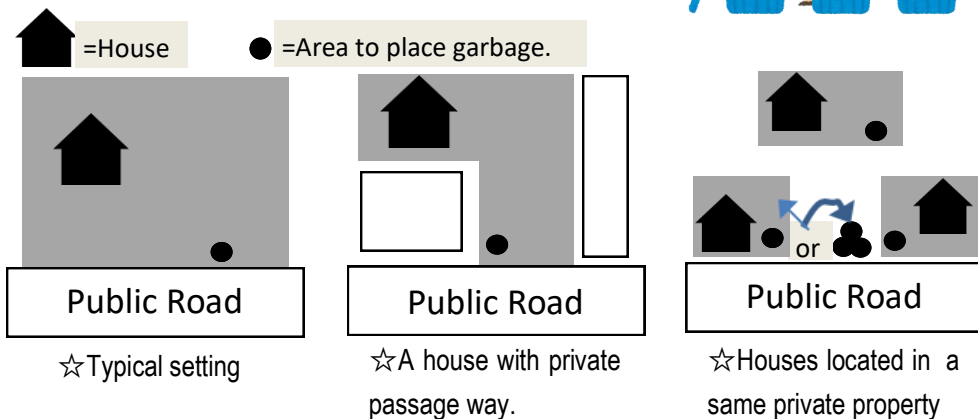 =House
=Area to place garbage.
or
Public Road
Public Road
Public Road
☆Typical setting
☆A house with private
passage way.
☆Houses located in a
same private property